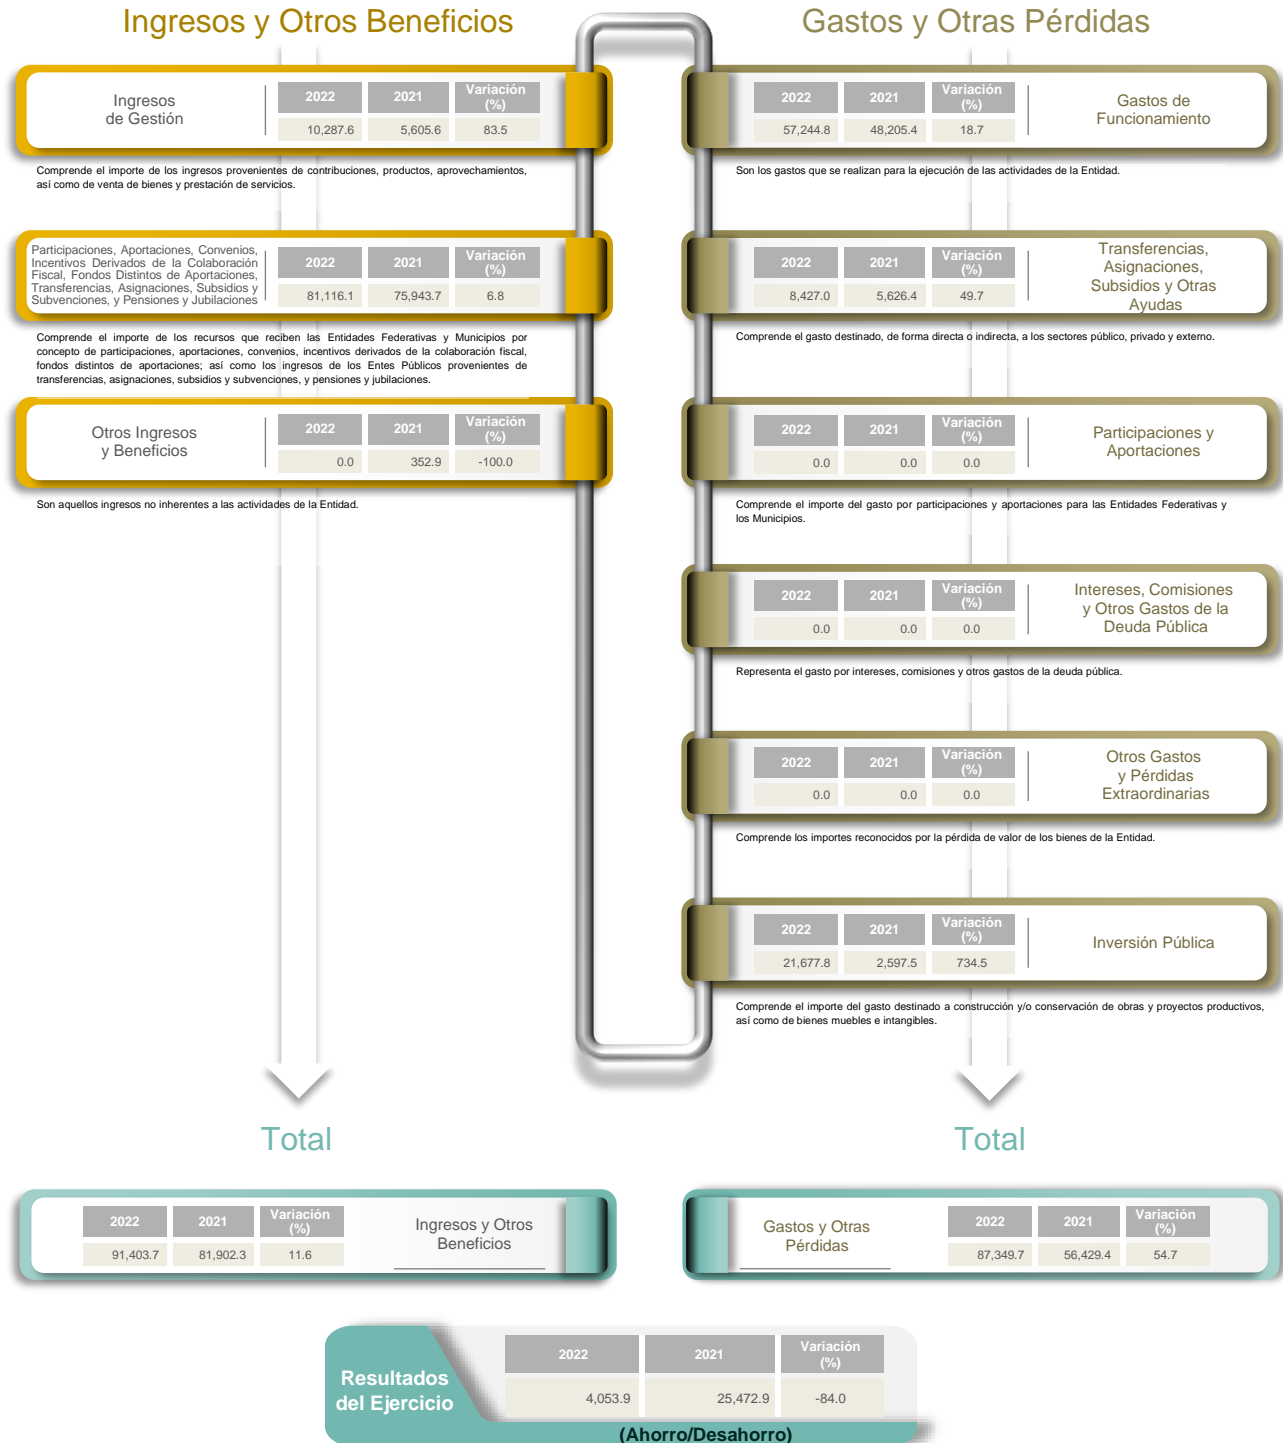 Ingresos y Otros Beneficios
Ingresos
de Gestión
2022 2021 Variación (%)
10,287.6 5,605.6 83.5
Comprende el importe de los ingresos provenientes de contribuciones, productos, aprovechamientos,
así como de venta de bienes y prestación de servicios.
Participaciones, Aportaciones, Convenios,
Incentivos Derivados de la Colaboración
Fiscal, Fondos Distintos de Aportaciones,
Transferencias, Asignaciones, Subsidios y
Subvenciones, y Pensiones y Jubilaciones
2022 2021 Variación (%)
81,116.1 75,943.7 6.8
Comprende el importe de los recursos que reciben las Entidades Federativas y Municipios por
concepto de participaciones, aportaciones, convenios, incentivos derivados de la colaboración fiscal,
fondos distintos de aportaciones; así como los ingresos de los Entes Públicos provenientes de
transferencias, asignaciones, subsidios y subvenciones, y pensiones y jubilaciones.
Otros Ingresos
y Beneficios
2022 2021 Variación (%)
0.0 352.9 -100.0
Son aquellos ingresos no inherentes a las actividades de la Entidad.
Gastos y Otras Pérdidas
2022 2021 Variación (%)
57,244.8 48,205.4 18.7
Gastos de
Funcionamiento
Son los gastos que se realizan para la ejecución de las actividades de la Entidad.
2022 2021 Variación (%)
8,427.0 5,626.4 49.7
Transferencias,
Asignaciones,
Subsidios y Otras
Ayudas
Comprende el gasto destinado, de forma directa o indirecta, a los sectores público, privado y externo.
2022 2021 Variación (%)
0.0 0.0 0.0
Participaciones y
Aportaciones
Comprende el importe del gasto por participaciones y aportaciones para las Entidades Federativas y
los Municipios.
2022 2021 Variación (%)
0.0 0.0 0.0
Intereses, Comisiones
y Otros Gastos de la
Deuda Pública
Representa el gasto por intereses, comisiones y otros gastos de la deuda pública.
2022 2021 Variación (%)
0.0 0.0 0.0
Otros Gastos
y Pérdidas
Extraordinarias
Comprende los importes reconocidos por la pérdida de valor de los bienes de la Entidad.
2022 2021 Variación (%)
21,677.8 2,597.5 734.5
Inversión Pública
Comprende el importe del gasto destinado a construcción y/o conservación de obras y proyectos productivos,
así como de bienes muebles e intangibles.
Total
2022 2021 Variación (%)
91,403.7 81,902.3 11.6
Ingresos y Otros
Beneficios
Total
Gastos y Otras
Pérdidas
2022 2021 Variación (%)
87,349.7 56,429.4 54.7
Resultados
del Ejercicio
2022 2021 Variación (%)
4,053.9 25,472.9 -84.0
(Ahorro/Desahorro)